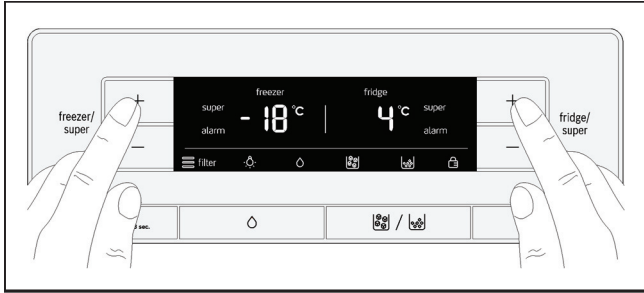 freezer fridge
super -18 °C 4 °C super
alarm alarm
filter
freezer/
super
fridge/
super
+ +
− −
sec.
/